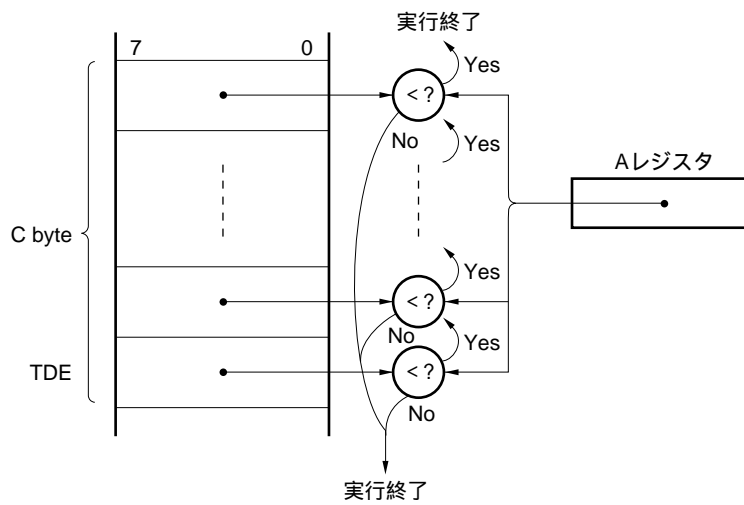 実行終了
7 0
Yes
< ?
No
Yes
Aレジスタ
C byte
Yes
< ?
No
Yes
TDE
< ?
No
実行終了